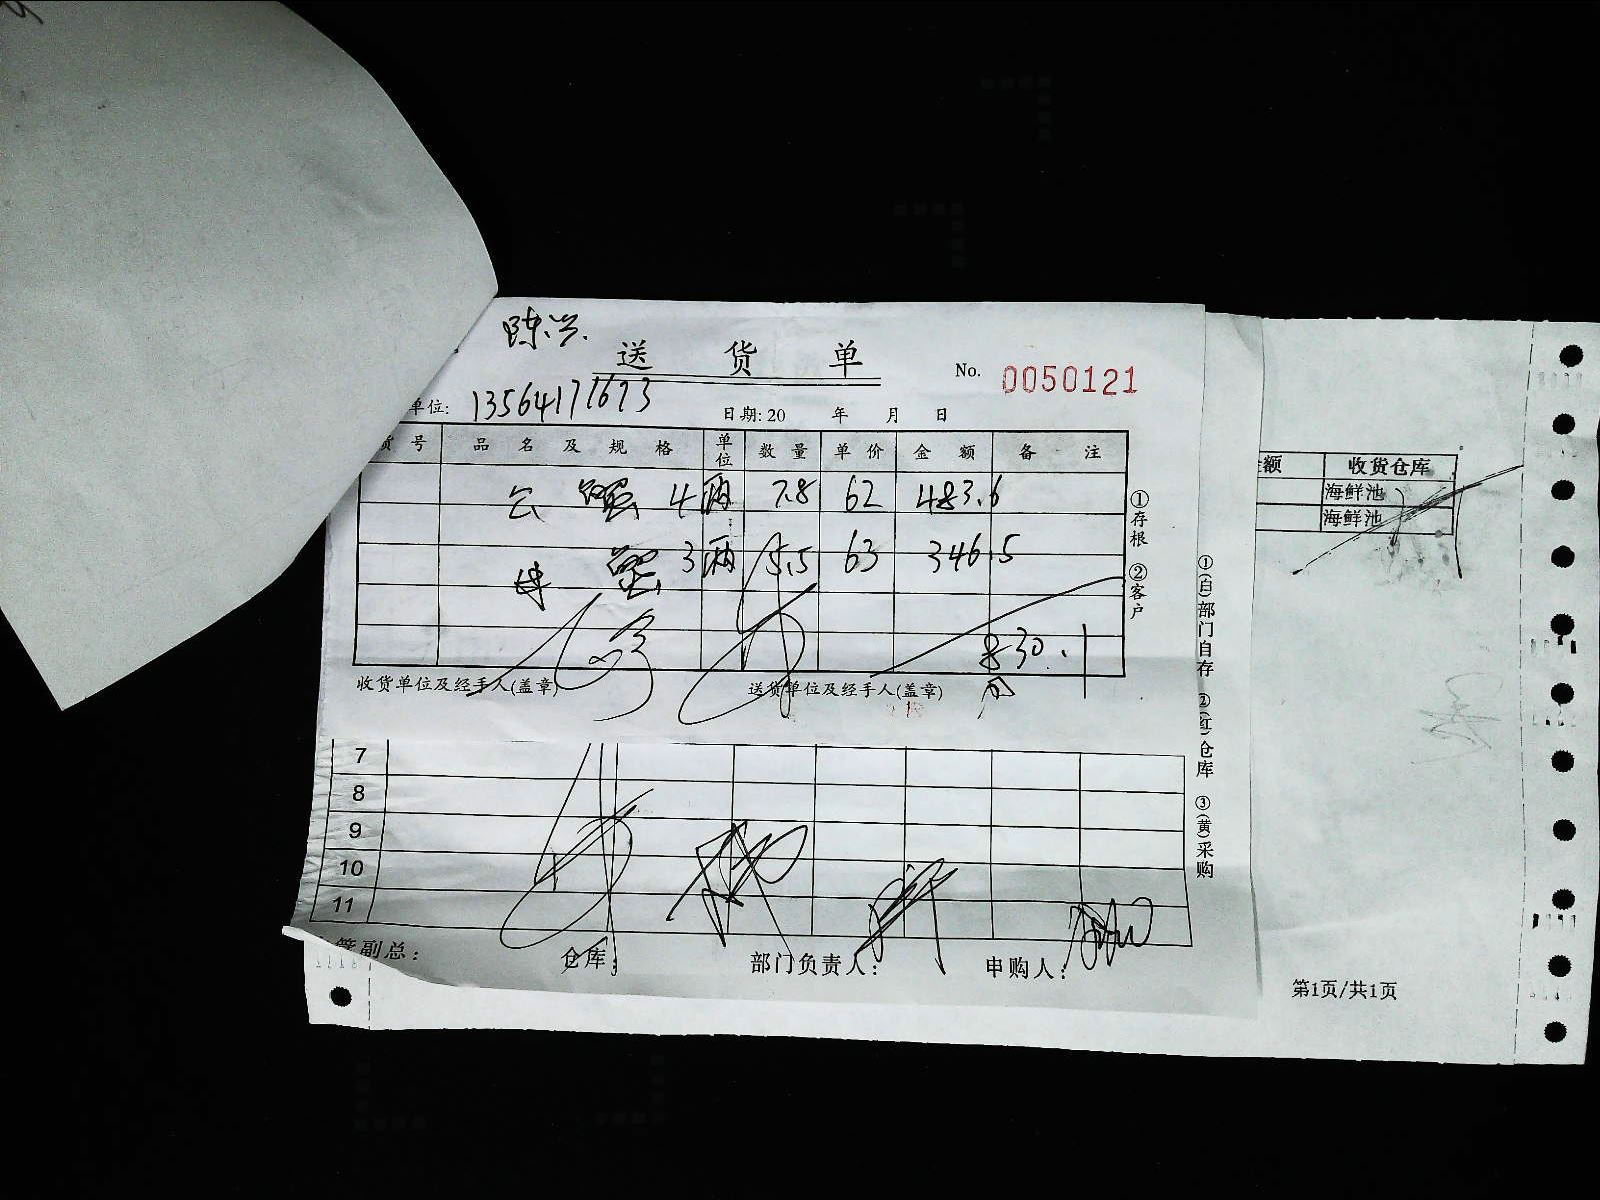 陈兴
送货单
No. 0050121
单位: 13564171673
日期: 20 年 月 日
货号 品名及规格 单位 数量 单价 金额 备注
公 4两 7.8 62 483.6
3两 5.5 63 346.5
830.1
①存根 ②客户
收货单位及经手人(盖章) 送货单位及经手人(盖章)
7
8
9
10
11
管副总: 仓库: 部门负责人: 申购人:
①(白)部门自存 ②(红)仓库 ③(黄)采购
额 收货仓库
海鲜池
海鲜池
第1页/共1页